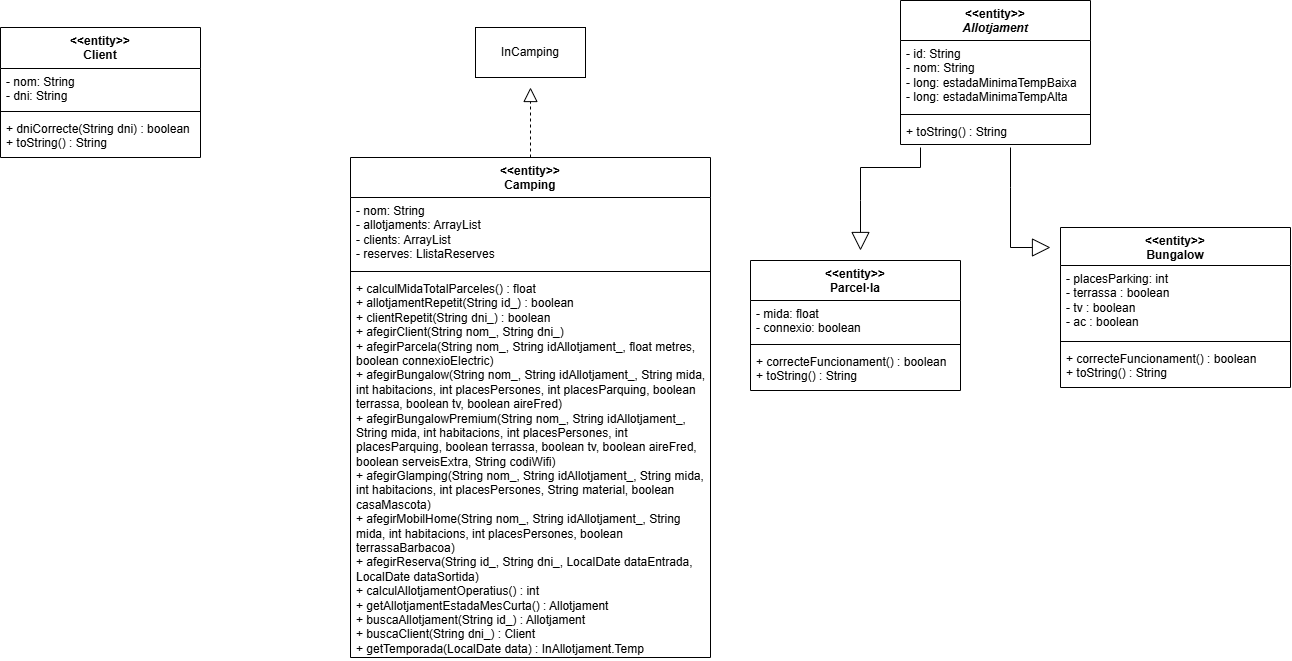 <<entity>>
Client
- nom: String
- dni: String
+ dniCorrecte(String dni) : boolean
+ toString() : String
InCamping
<<entity>>
Camping
- nom: String
- allotjaments: ArrayList
- clients: ArrayList
- reserves: LlistaReserves
+ calculMidaTotalParceles() : float
+ allotjamentRepetit(String id_) : boolean
+ clientRepetit(String dni_) : boolean
+ afegirClient(String nom_, String dni_)
+ afegirParcela(String nom_, String idAllotjament_, float metres,
boolean connexioElectric)
+ afegirBungalow(String nom_, String idAllotjament_, String mida,
int habitacions, int placesPersones, int placesParquing, boolean
terrassa, boolean tv, boolean aireFred)
+ afegirBungalowPremium(String nom_, String idAllotjament_,
String mida, int habitacions, int placesPersones, int
placesParquing, boolean terrassa, boolean tv, boolean aireFred,
boolean serveisExtra, String codiWifi)
+ afegirGlamping(String nom_, String idAllotjament_, String mida,
int habitacions, int placesPersones, String material, boolean
casaMascota)
+ afegirMobilHome(String nom_, String idAllotjament_, String
mida, int habitacions, int placesPersones, boolean
terrassaBarbacoa)
+ afegirReserva(String id_, String dni_, LocalDate dataEntrada,
LocalDate dataSortida)
+ calculAllotjamentOperatius() : int
+ getAllotjamentEstadaMesCurta() : Allotjament
+ buscaAllotjament(String id_) : Allotjament
+ buscaClient(String dni_) : Client
+ getTemporada(LocalDate data) : InAllotjament.Temp
<<entity>>
Allotjament
- id: String
- nom: String
- long: estadaMinimaTempBaixa
- long: estadaMinimaTempAlta
+ toString() : String
<<entity>>
Parcel·la
- mida: float
- connexio: boolean
+ correcteFuncionament() : boolean
+ toString() : String
<<entity>>
Bungalow
- placesParking: int
- terrassa : boolean
- tv : boolean
- ac : boolean
+ correcteFuncionament() : boolean
+ toString() : String